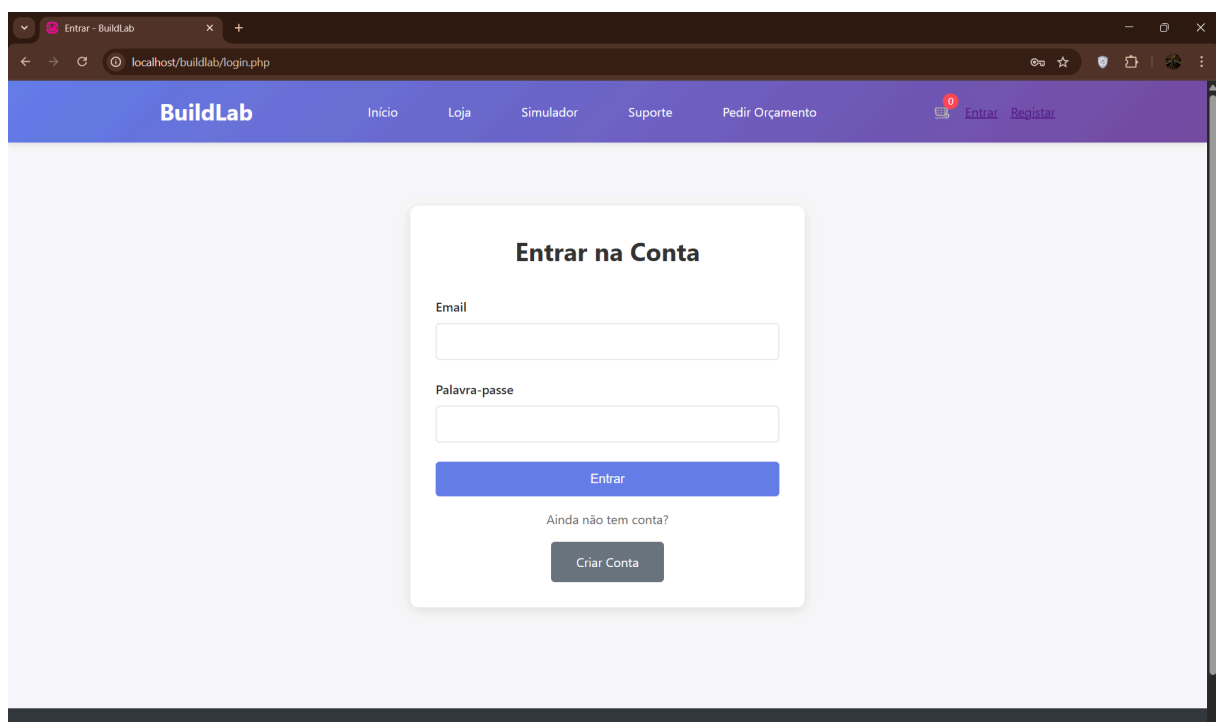 Entrar - BuildLab
localhost/buildlab/login.php
BuildLab Início Loja Simulador Suporte Pedir Orçamento 0 Entrar Registar
Entrar na Conta
Email
Palavra-passe
Entrar
Ainda não tem conta?
Criar Conta